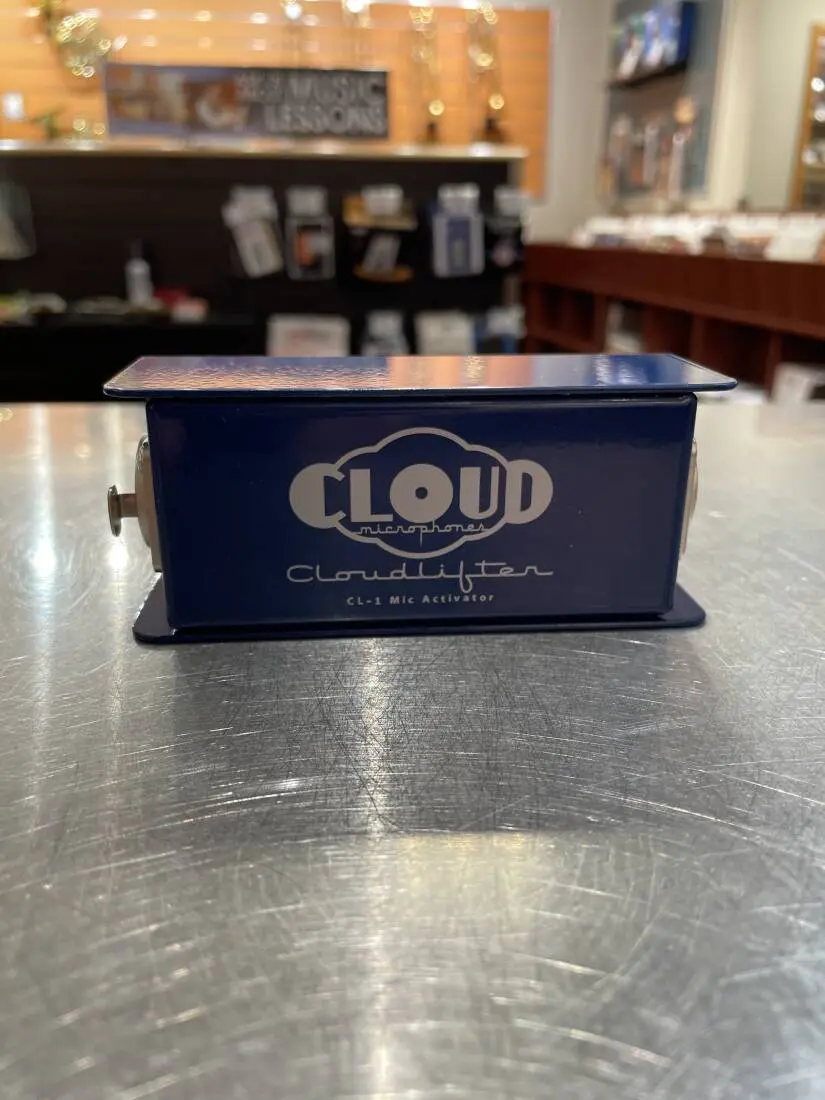 MUSIC
LESSONS
CLOUD
microphones
Cloudlifter
CL-1 Mic Activator